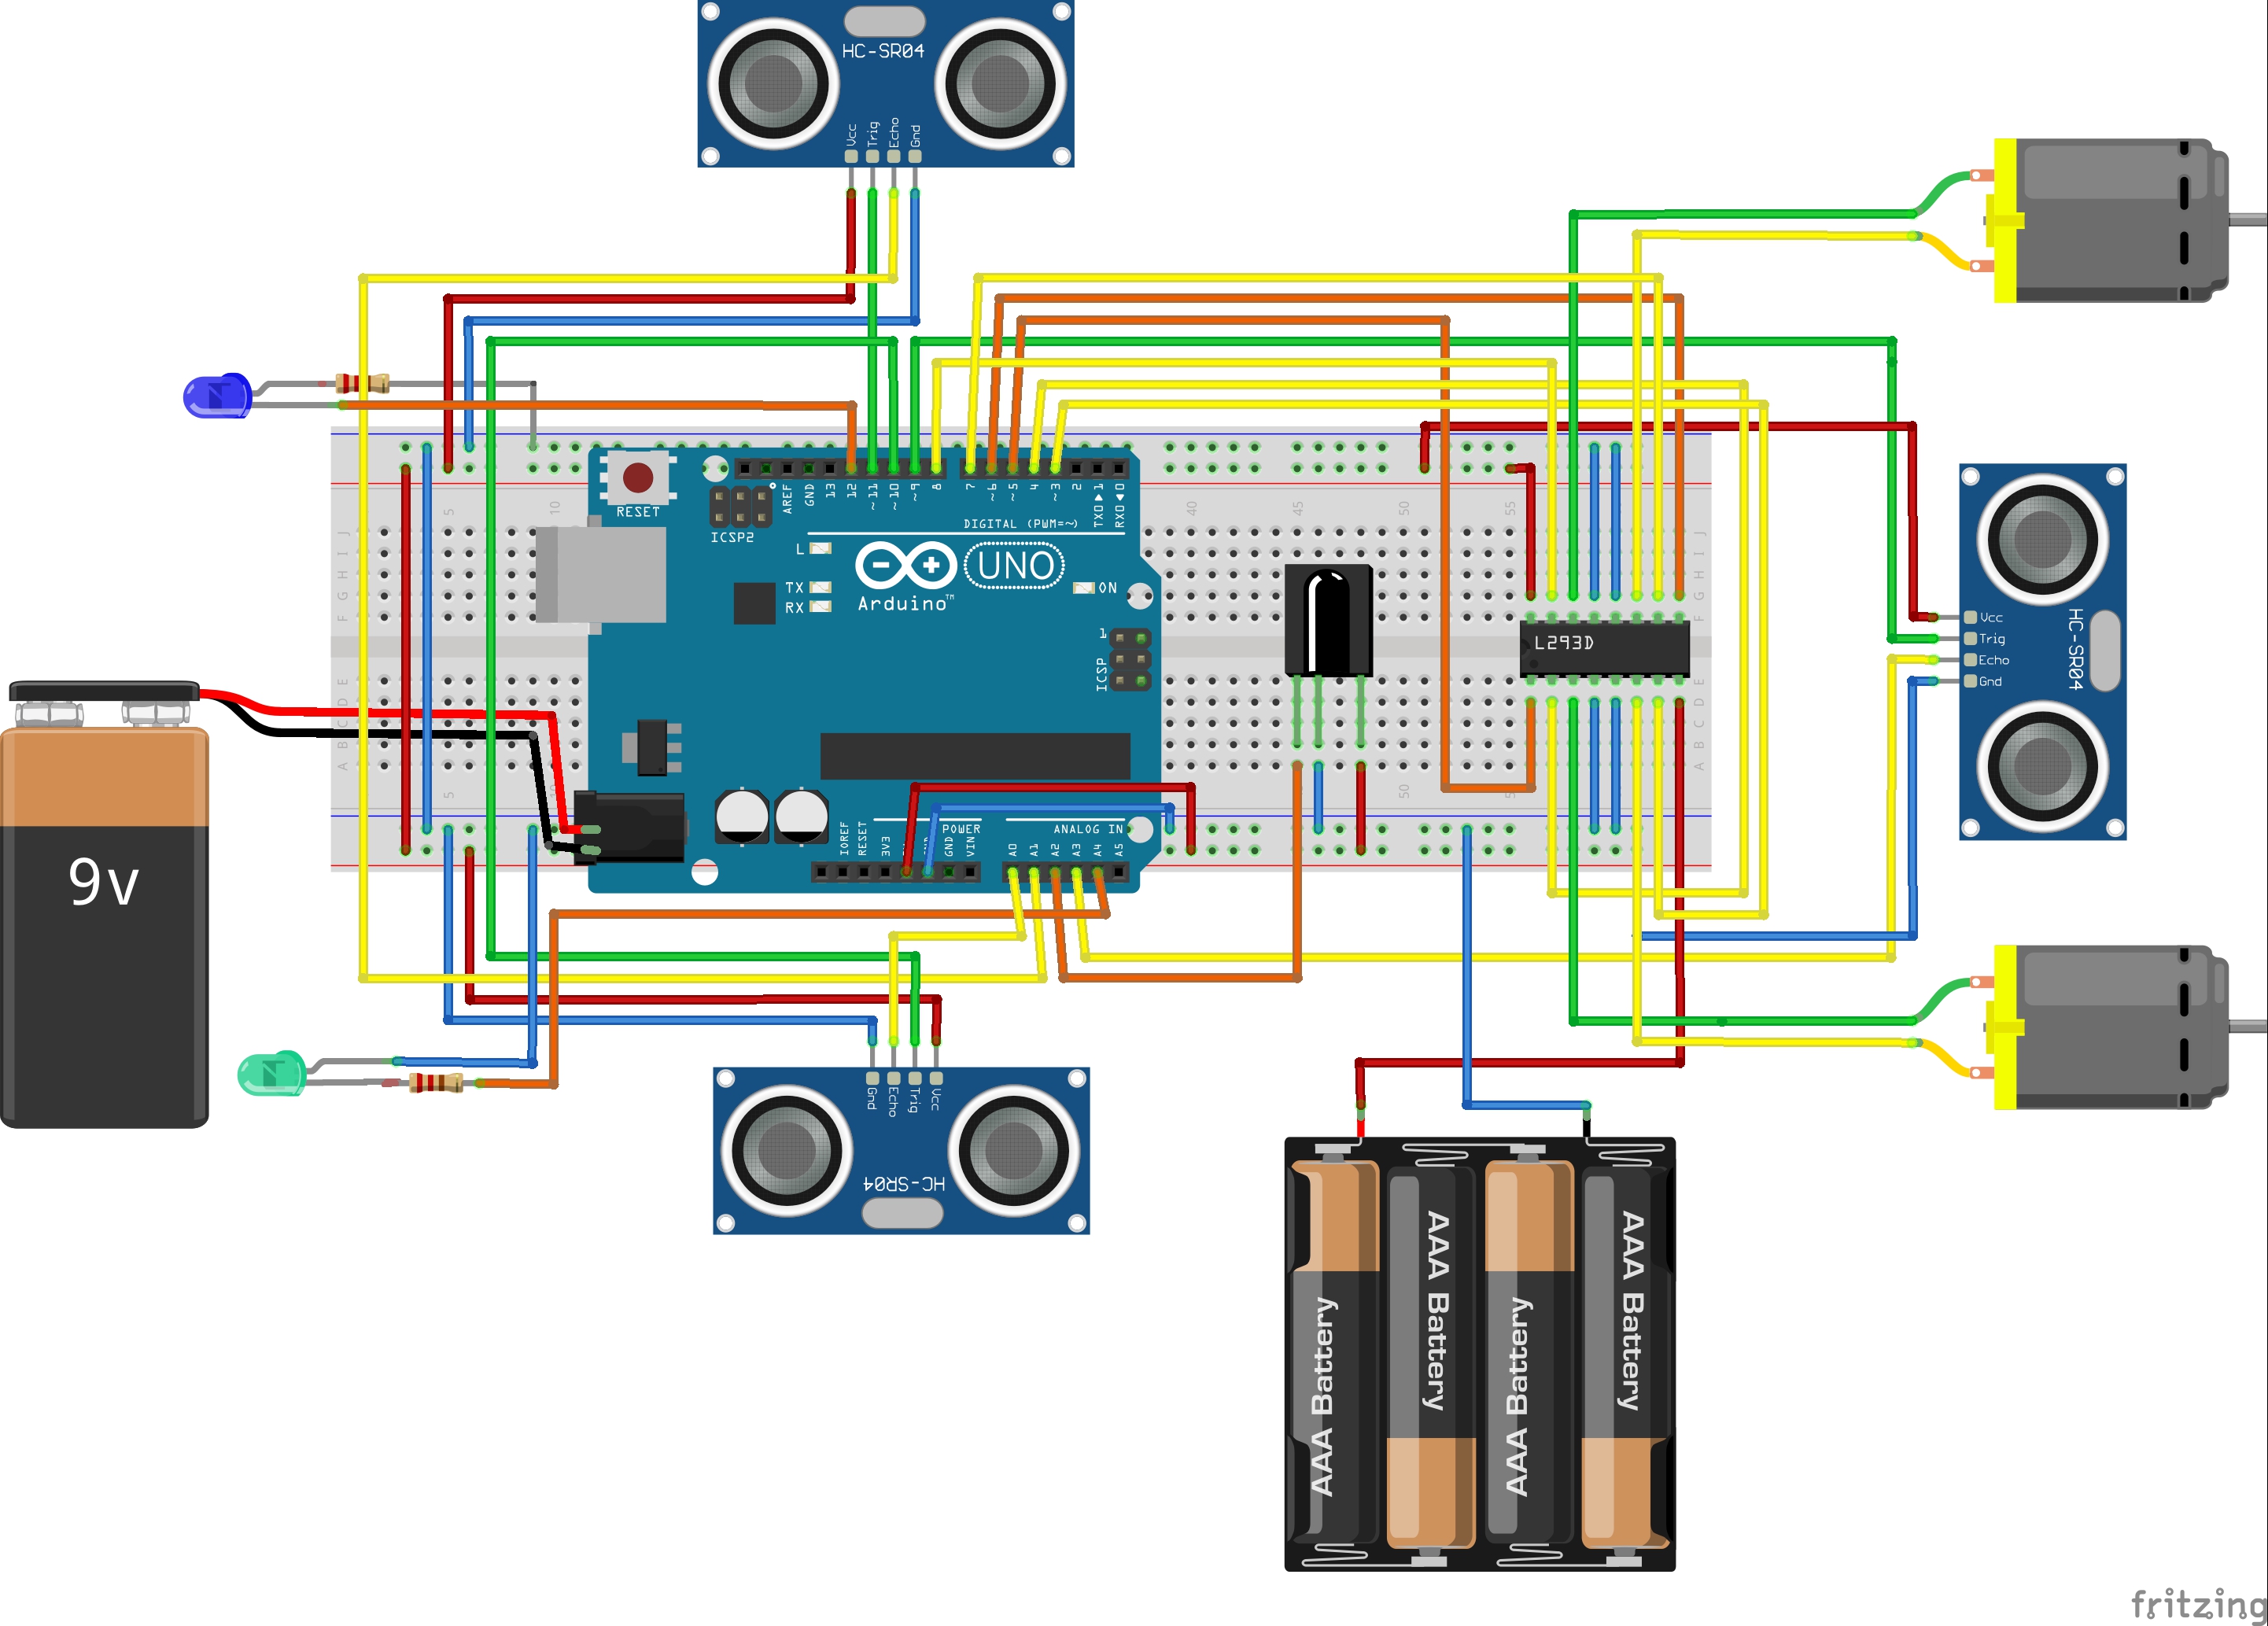 HC-SR04
Vcc
Trig
Echo
Gnd
RESET
ICSP2
AREF
GND
13
12
~11
~10
~9
8
7
~6
~5
4
~3
2
TX0▶1
RX0◀0
DIGITAL (PWM=~)
L
TX
RX
UNO
Arduino™
ON
1
ICSP
IOREF
RESET
3V3
GND
VIN
POWER
ANALOG IN
A0
A1
A2
A3
A4
A5
5
10
40
45
50
55
J
I
H
G
F
E
D
C
B
A
5
50
J
I
H
G
F
E
D
C
B
A
L293D
Vcc
Trig
Echo
Gnd
HC-SR04
9v
Gnd
Echo
Trig
Vcc
HC-SR04
AAA Battery
AAA Battery
AAA Battery
AAA Battery
fritzing